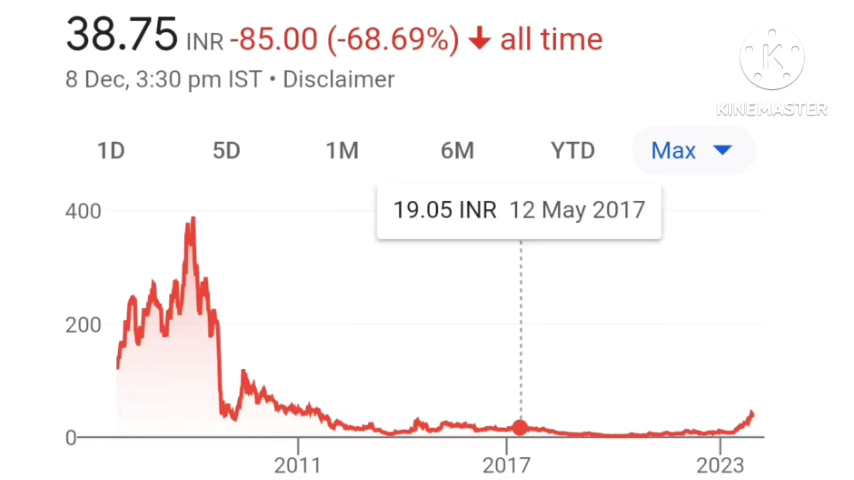 38.75 INR -85.00 (-68.69%) ↓ all time
8 Dec, 3:30 pm IST • Disclaimer
K
KINEMASTER
1D 5D 1M 6M YTD Max
19.05 INR 12 May 2017
400
200
0
2011 2017 2023